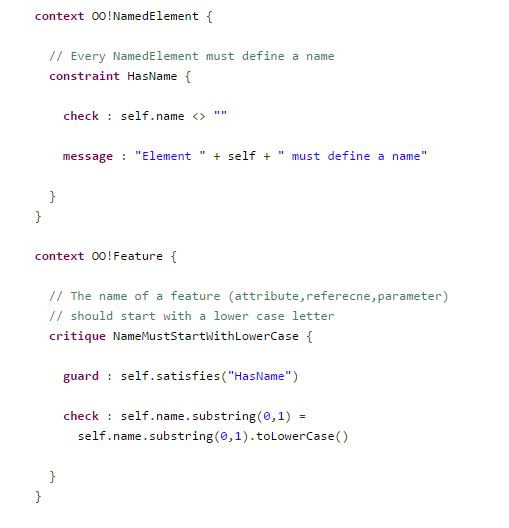 context OO!NamedElement {
// Every NamedElement must define a name
constraint HasName {
check : self.name <> ""
message : "Element " + self + " must define a name"
}
}
context OO!Feature {
// The name of a feature (attribute,referecne,parameter)
// should start with a lower case letter
critique NameMustStartWithLowerCase {
guard : self.satisfies("HasName")
check : self.name.substring(0,1) =
self.name.substring(0,1).toLowerCase()
}
}